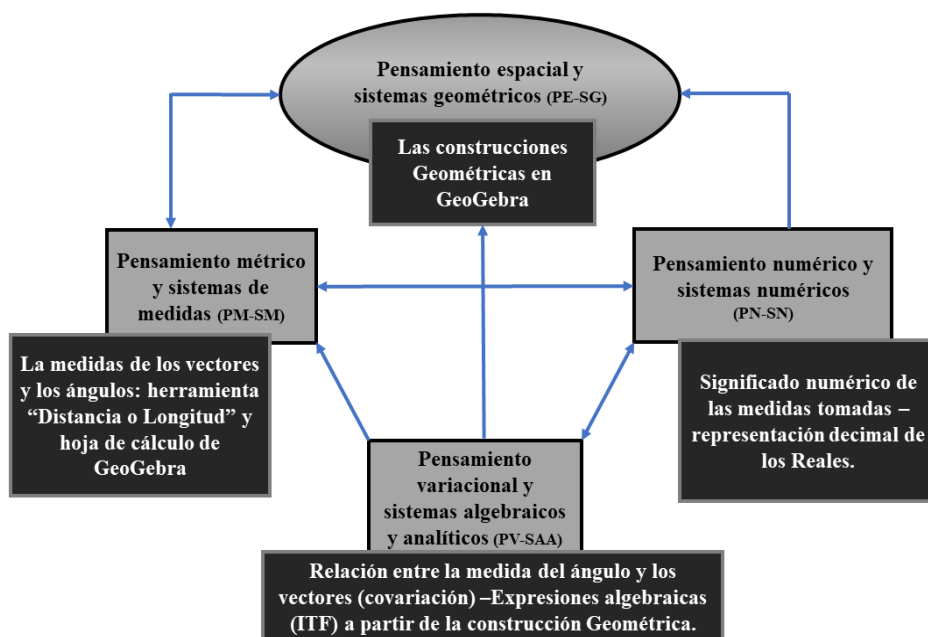 Pensamiento espacial y
sistemas geométricos (PE-SG)
Las construcciones
Geométricas en
GeoGebra
Pensamiento métrico
y sistemas de
medidas (PM-SM)
La medidas de los vectores
y los ángulos: herramienta
“Distancia o Longitud” y
hoja de cálculo de
GeoGebra
Pensamiento numérico y
sistemas numéricos
(PN-SN)
Significado numérico de
las medidas tomadas –
representación decimal de
los Reales.
Pensamiento
variacional y
sistemas algebraicos
y analíticos (PV-SAA)
Relación entre la medida del ángulo y los
vectores (covariación) –Expresiones algebraicas
(ITF) a partir de la construcción Geométrica.